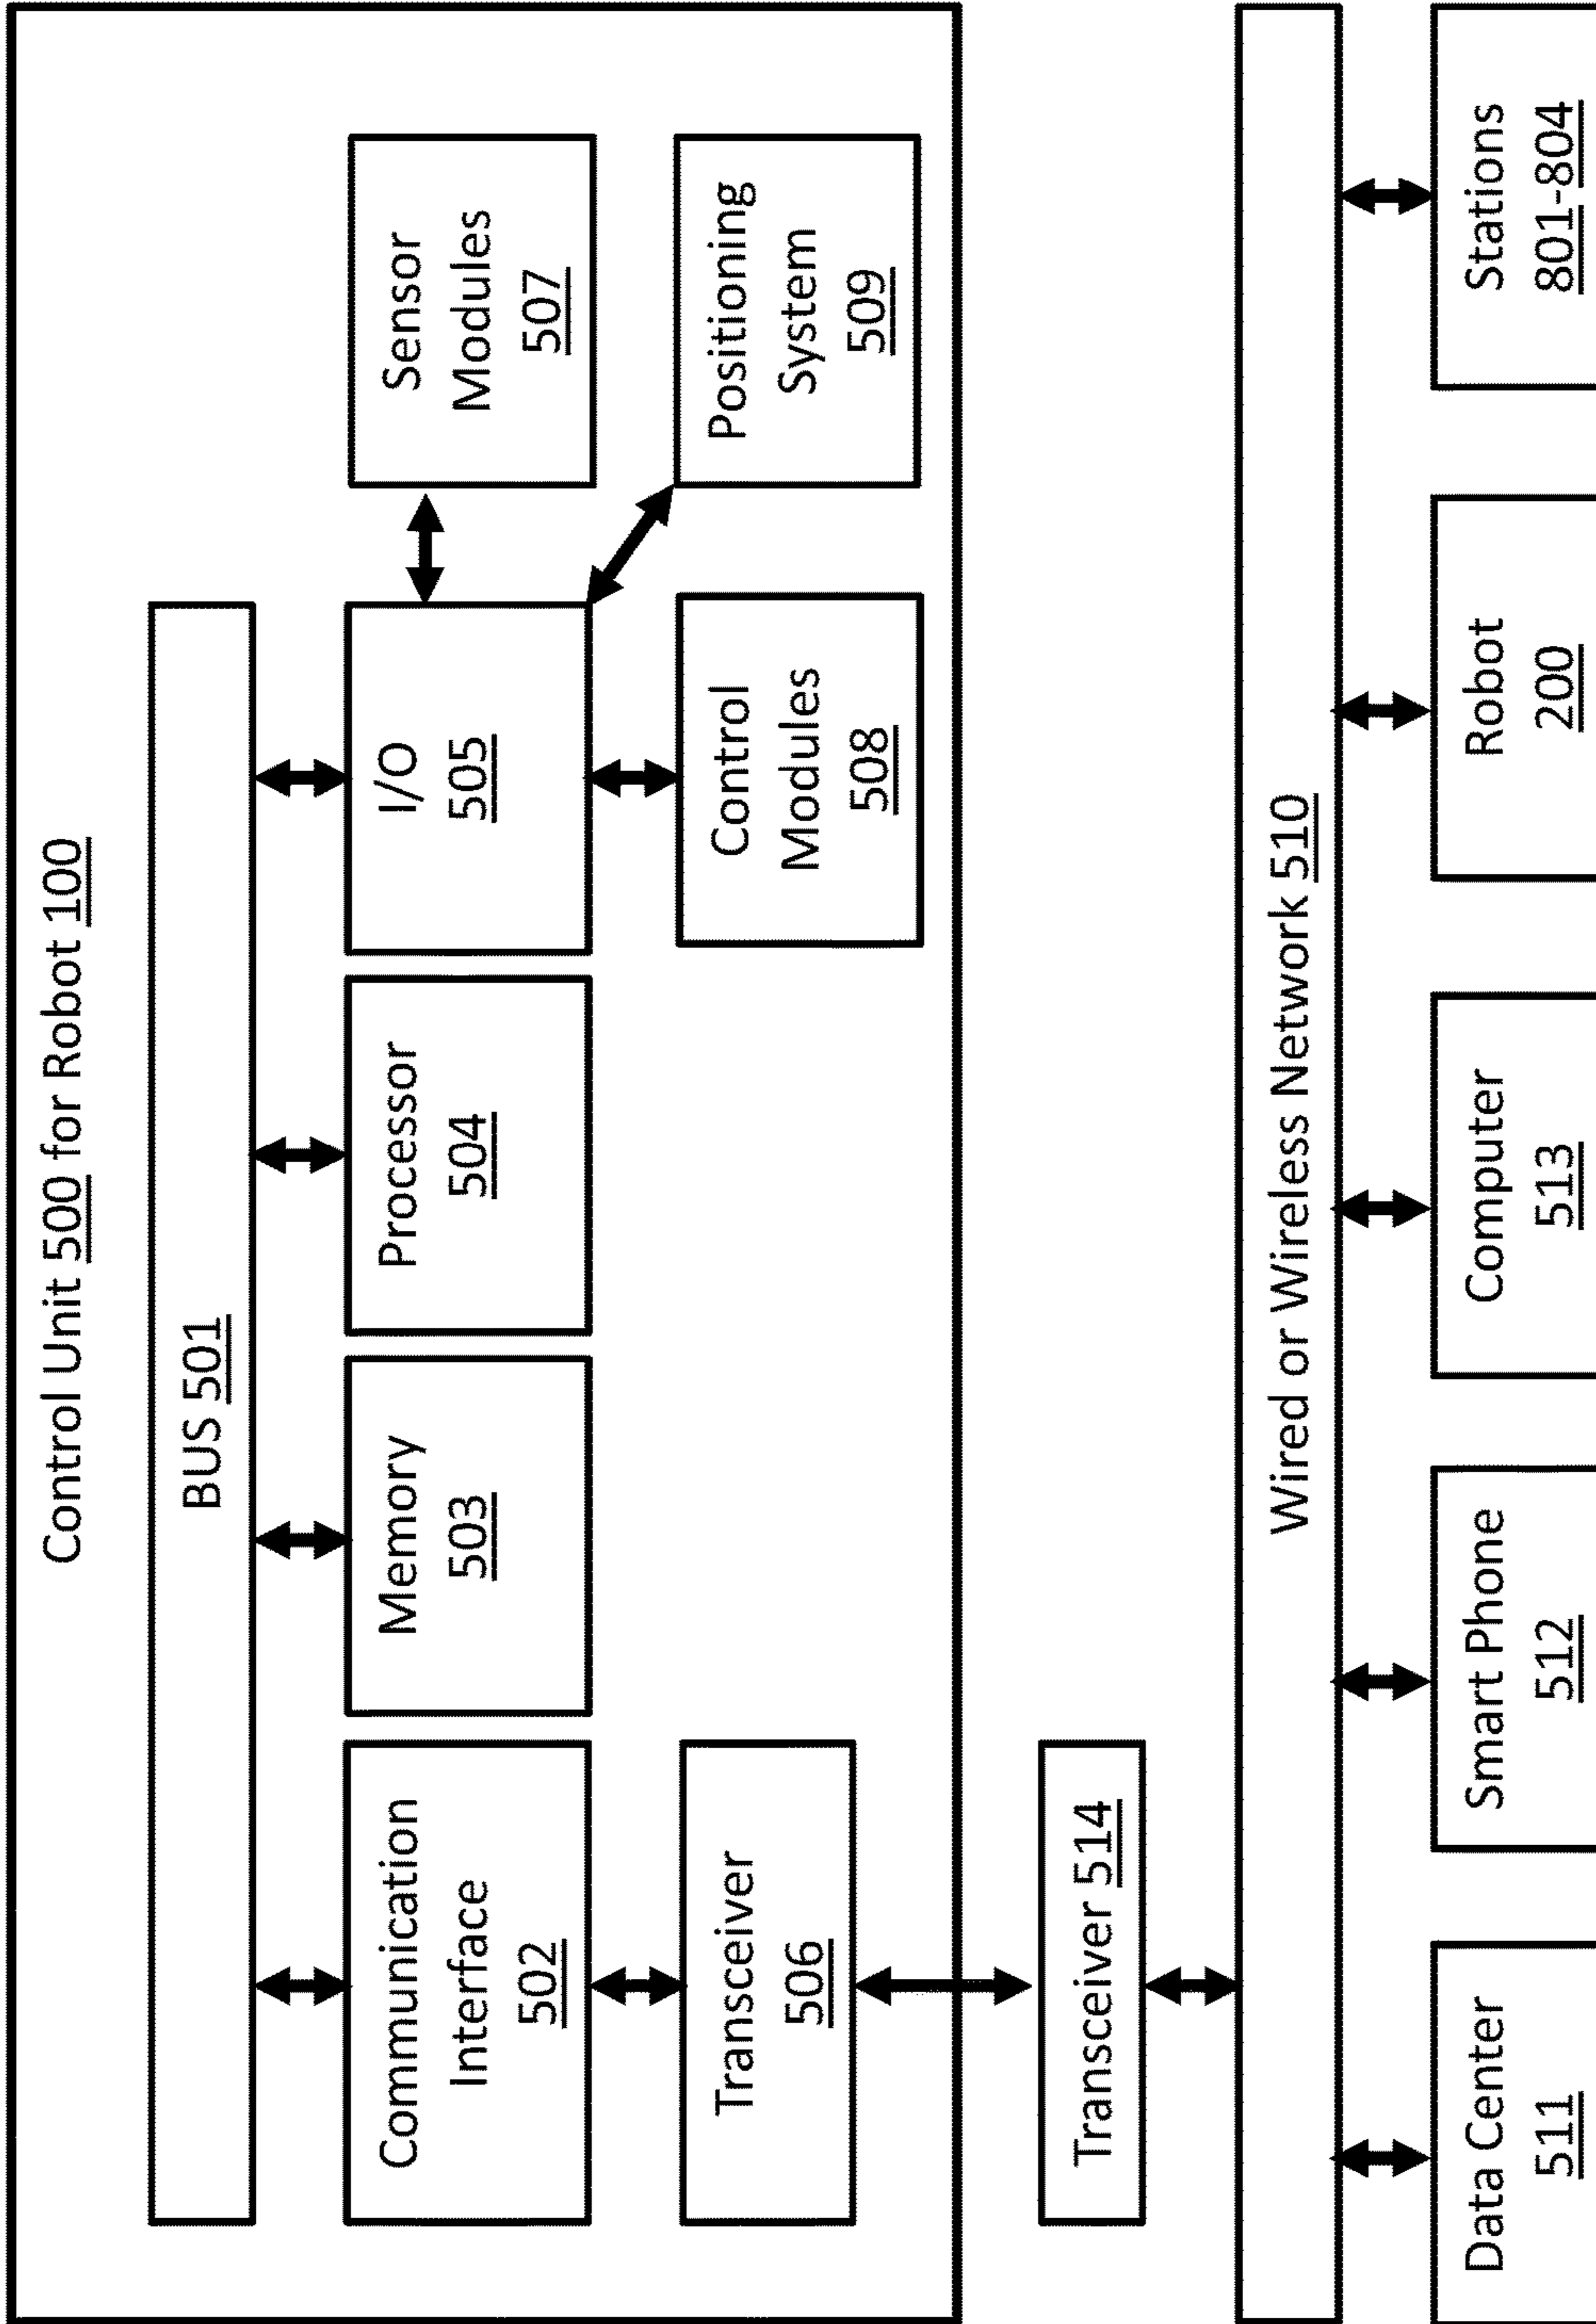 Control Unit 500 for Robot 100
BUS 501
Communication
Interface
502
Memory
503
Processor
504
I/O
505
Sensor
Modules
507
Transceiver
506
Control
Modules
508
Positioning
System
509
Transceiver 514
Wired or Wireless Network 510
Data Center
511
Smart Phone
512
Computer
513
Robot
200
Stations
801-804